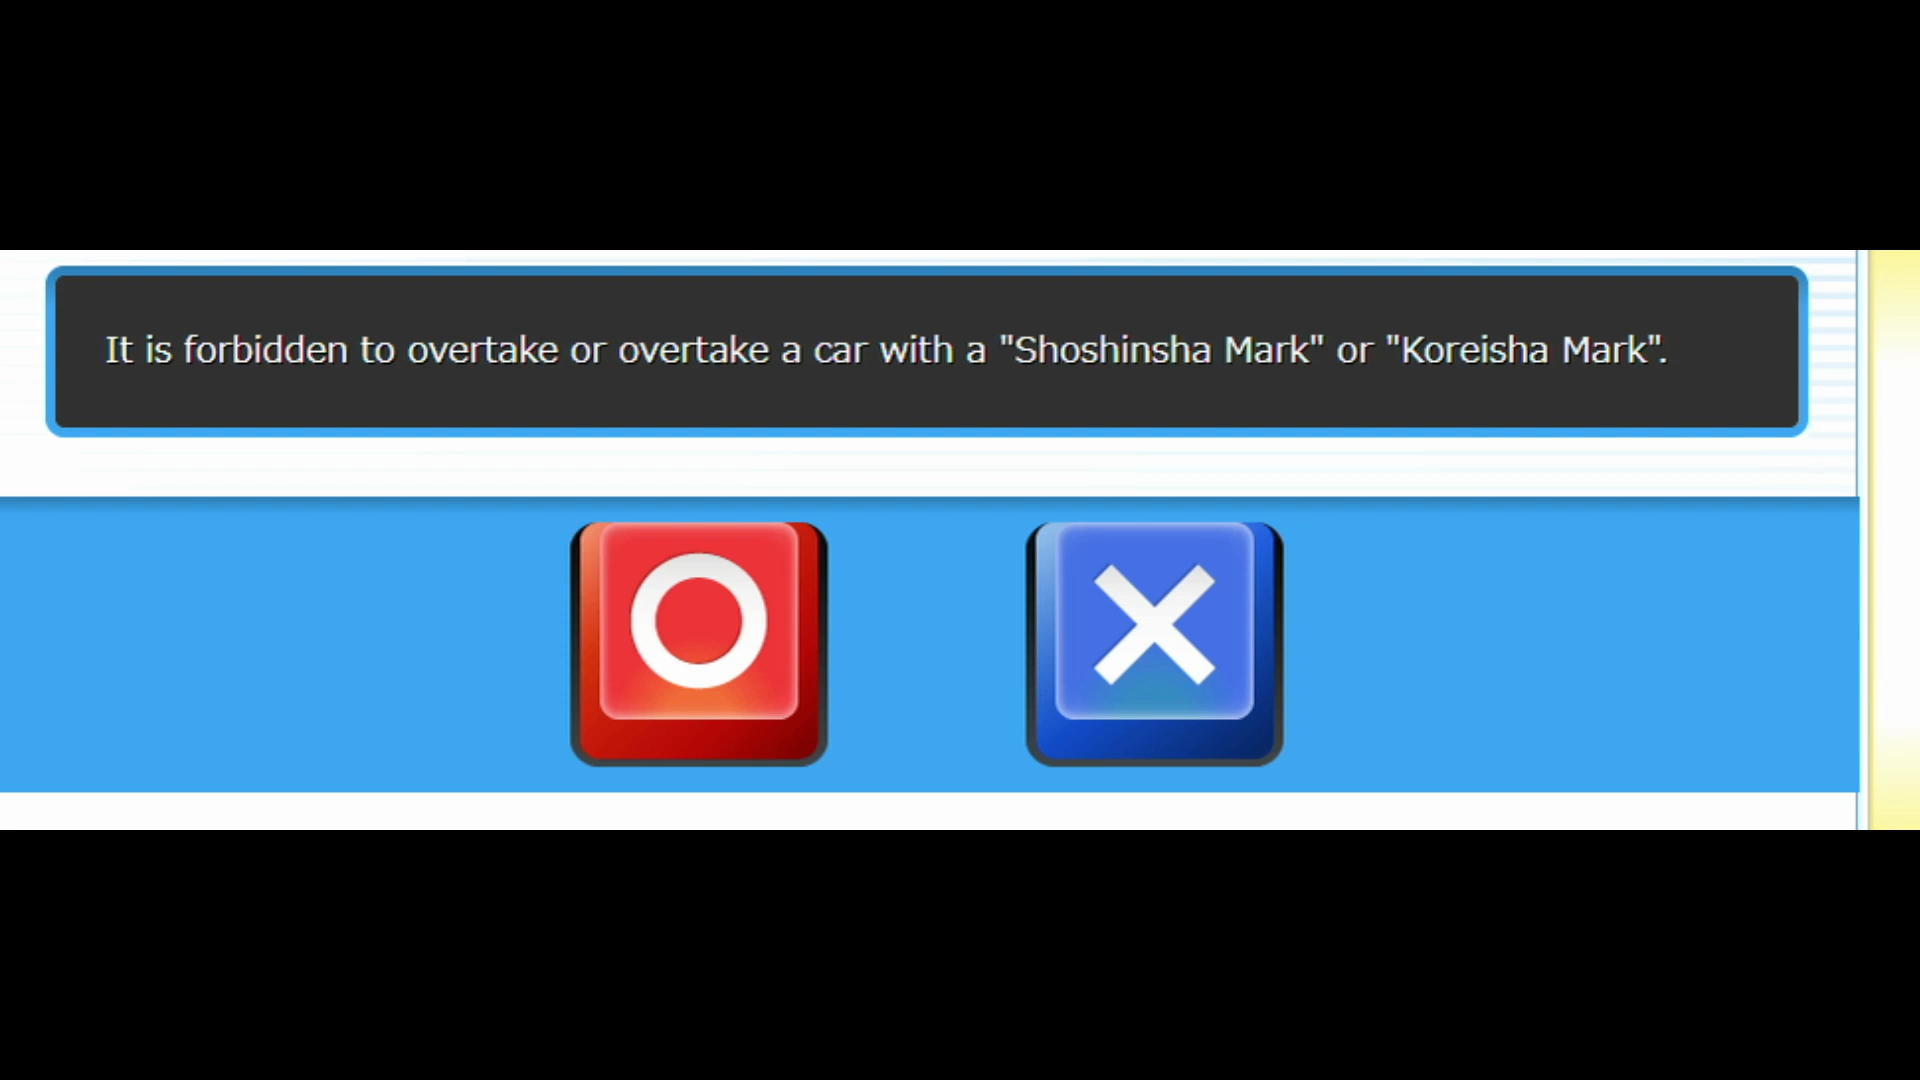 It is forbidden to overtake or overtake a car with a "Shoshinsha Mark" or "Koreisha Mark".